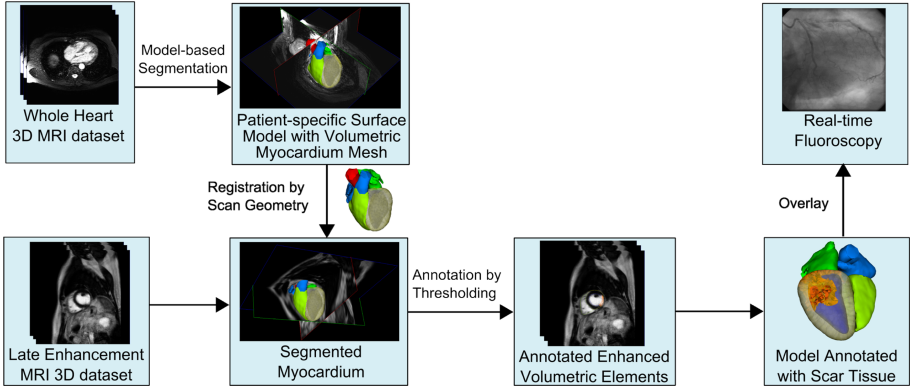 Whole Heart
3D MRI dataset
Model-based
Segmentation
Patient-specific Surface
Model with Volumetric
Myocardium Mesh
Real-time
Fluoroscopy
Registration by
Scan Geometry
Overlay
Late Enhancement
MRI 3D dataset
Segmented
Myocardium
Annotation by
Thresholding
Annotated Enhanced
Volumetric Elements
Model Annotated
with Scar Tissue